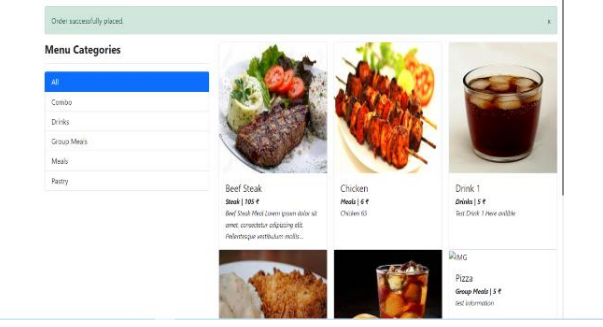 Order successfully placed.
x
Menu Categories
All
Combo
Drinks
Group Meals
Meals
Pastry
Beef Steak
Steak | 105 ₹
Beef Steak Meal Lorem ipsum dolor sit
amet, consectetur adipiscing elit.
Pellentesque vestibulum mollis...
Chicken
Meals | 6 ₹
Chicken 65
Drink 1
Drinks | 5 ₹
Test Drink 1 Here
IMG
Pizza
Group Meals | 5 ₹
test information